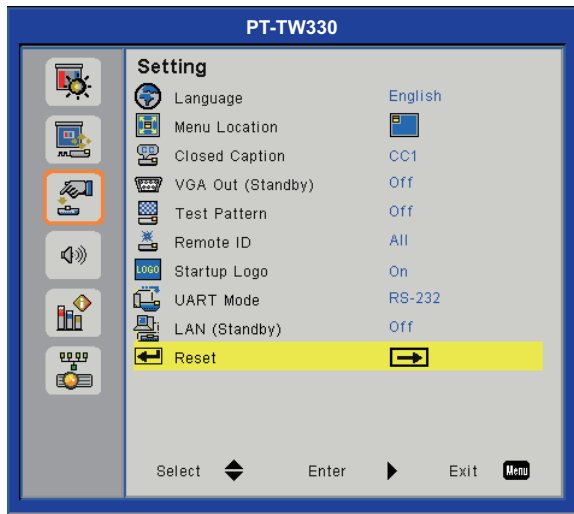 PT-TW330
Setting
Language English
Menu Location
Closed Caption CC1
VGA Out (Standby) Off
Test Pattern Off
Remote ID All
LOGO Startup Logo On
UART Mode RS-232
LAN (Standby) Off
Reset
Select Enter Exit Menu